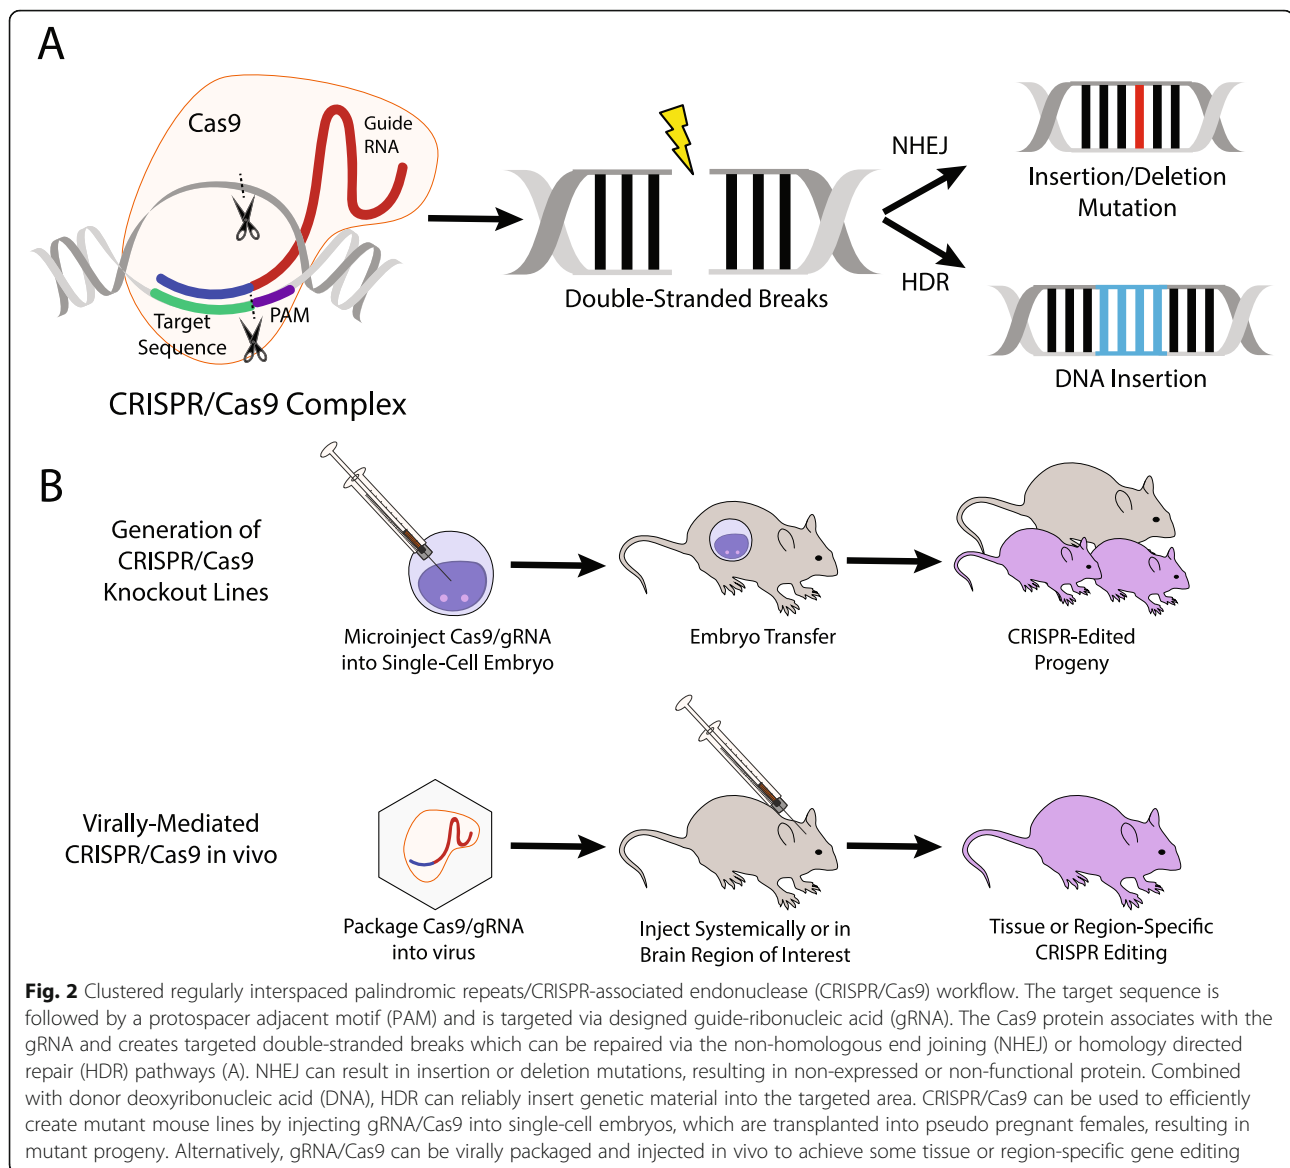 A
Cas9
Guide
RNA
Target
Sequence
PAM
CRISPR/Cas9 Complex
Double-Stranded Breaks
NHEJ
HDR
Insertion/Deletion
Mutation
DNA Insertion
B
Generation of
CRISPR/Cas9
Knockout Lines
Microinject Cas9/gRNA
into Single-Cell Embryo
Embryo Transfer
CRISPR-Edited
Progeny
Virally-Mediated
CRISPR/Cas9 in vivo
Package Cas9/gRNA
into virus
Inject Systemically or in
Brain Region of Interest
Tissue or Region-Specific
CRISPR Editing
Fig. 2 Clustered regularly interspaced palindromic repeats/CRISPR-associated endonuclease (CRISPR/Cas9) workflow. The target sequence is
followed by a protospacer adjacent motif (PAM) and is targeted via designed guide-ribonucleic acid (gRNA). The Cas9 protein associates with the
gRNA and creates targeted double-stranded breaks which can be repaired via the non-homologous end joining (NHEJ) or homology directed
repair (HDR) pathways (A). NHEJ can result in insertion or deletion mutations, resulting in non-expressed or non-functional protein. Combined
with donor deoxyribonucleic acid (DNA), HDR can reliably insert genetic material into the targeted area. CRISPR/Cas9 can be used to efficiently
create mutant mouse lines by injecting gRNA/Cas9 into single-cell embryos, which are transplanted into pseudo pregnant females, resulting in
mutant progeny. Alternatively, gRNA/Cas9 can be virally packaged and injected in vivo to achieve some tissue or region-specific gene editing